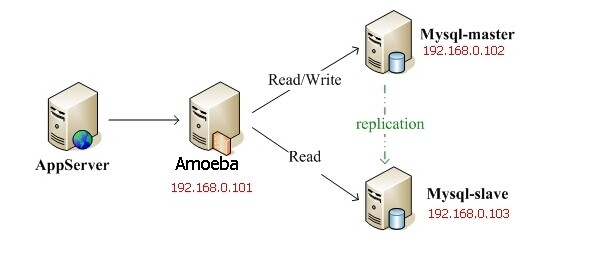 Mysql-master
192.168.0.102
Read/Write
replication
AppServer
Amoeba
192.168.0.101
Read
Mysql-slave
192.168.0.103